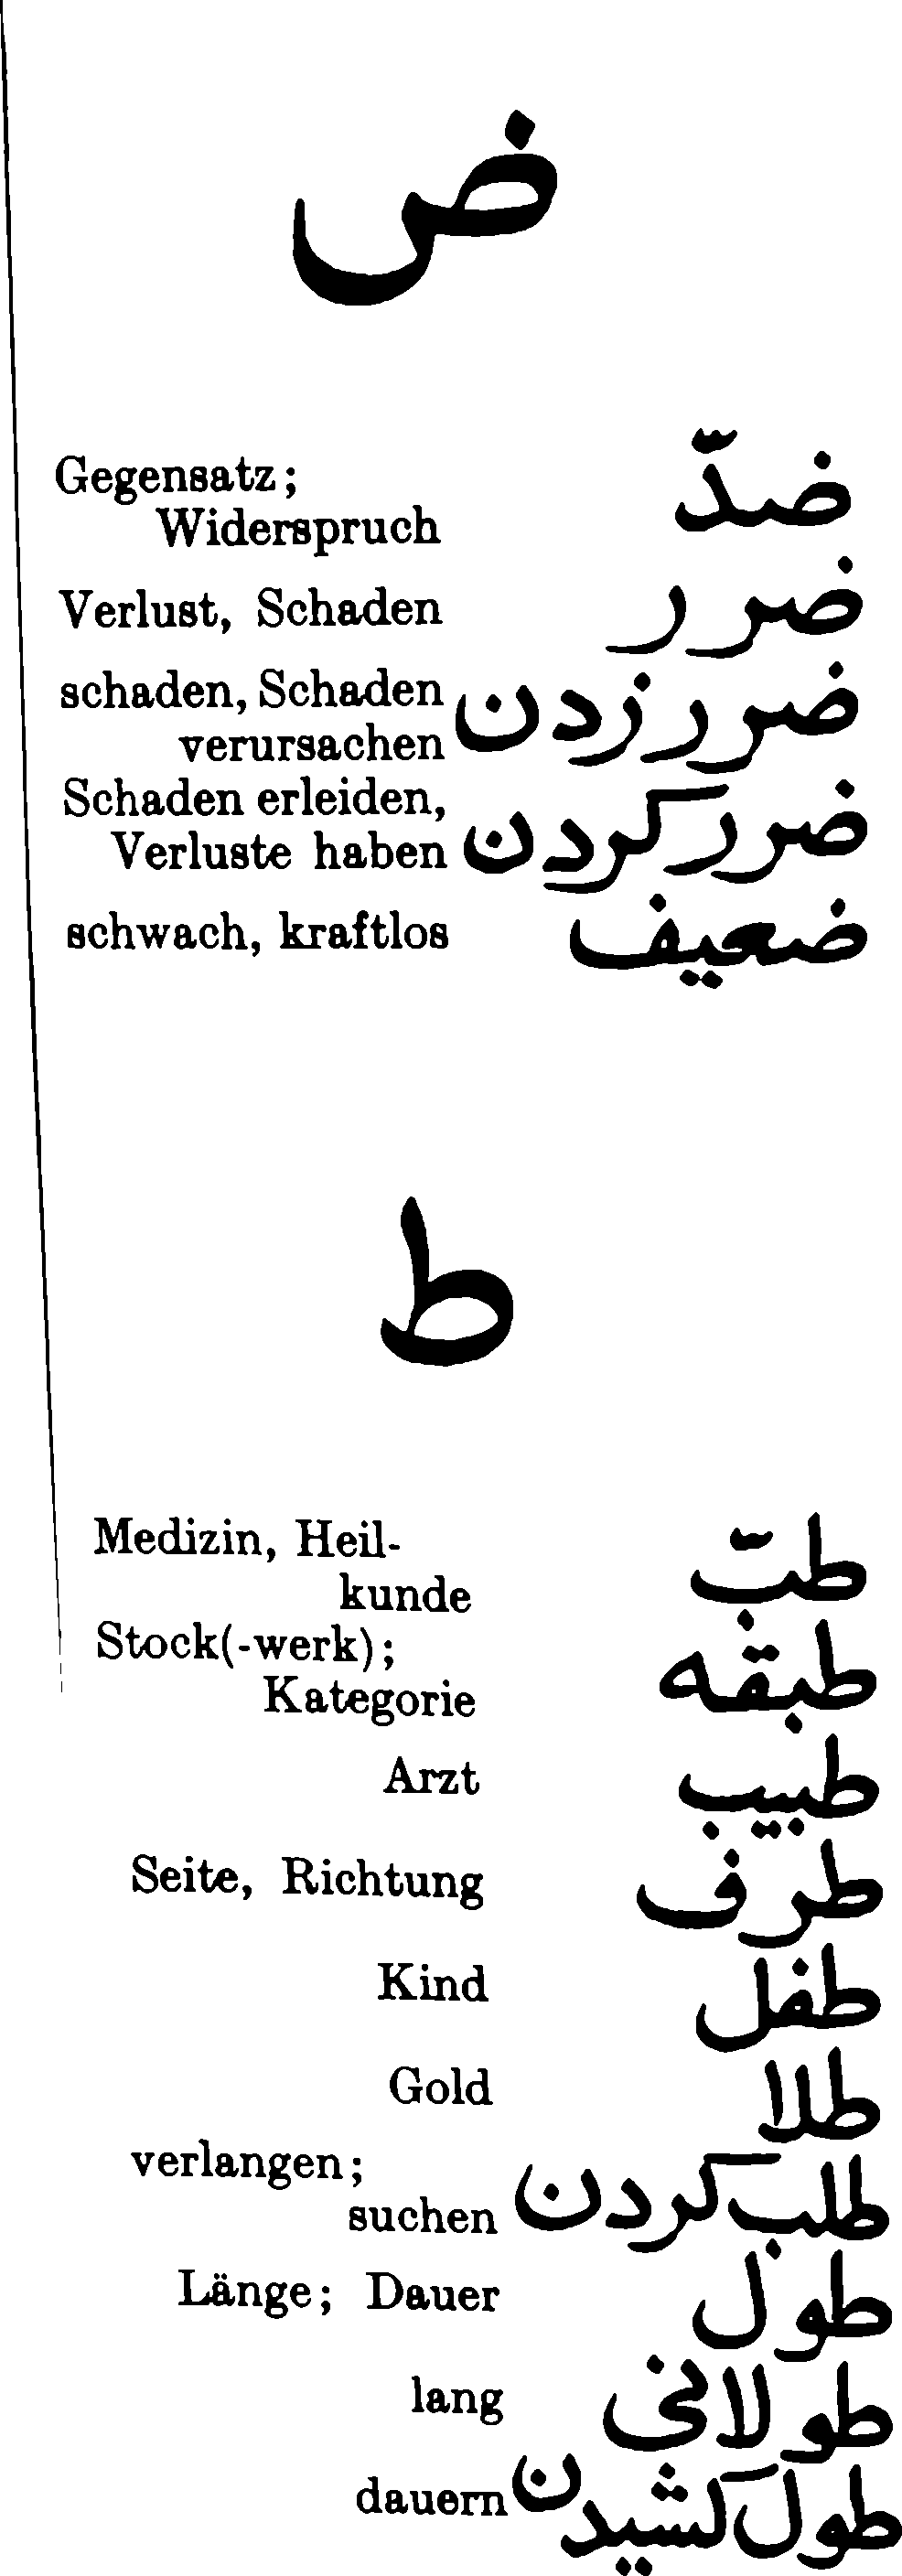 ض
Gegensatz; ضدّ
Widerspruch
Verlust, Schaden ضرر
schaden, Schaden ضرر زدن
verursachen
Schaden erleiden, ضرر کردن
Verluste haben
schwach, kraftlos ضعیف
ط
Medizin, Heil- طبّ
kunde
Stock(-werk); طبقه
Kategorie
Arzt طبیب
Seite, Richtung طرف
Kind طفل
Gold طلا
verlangen; طلب کردن
suchen
Länge; Dauer طول
lang طولانی
dauern طول کشیدن